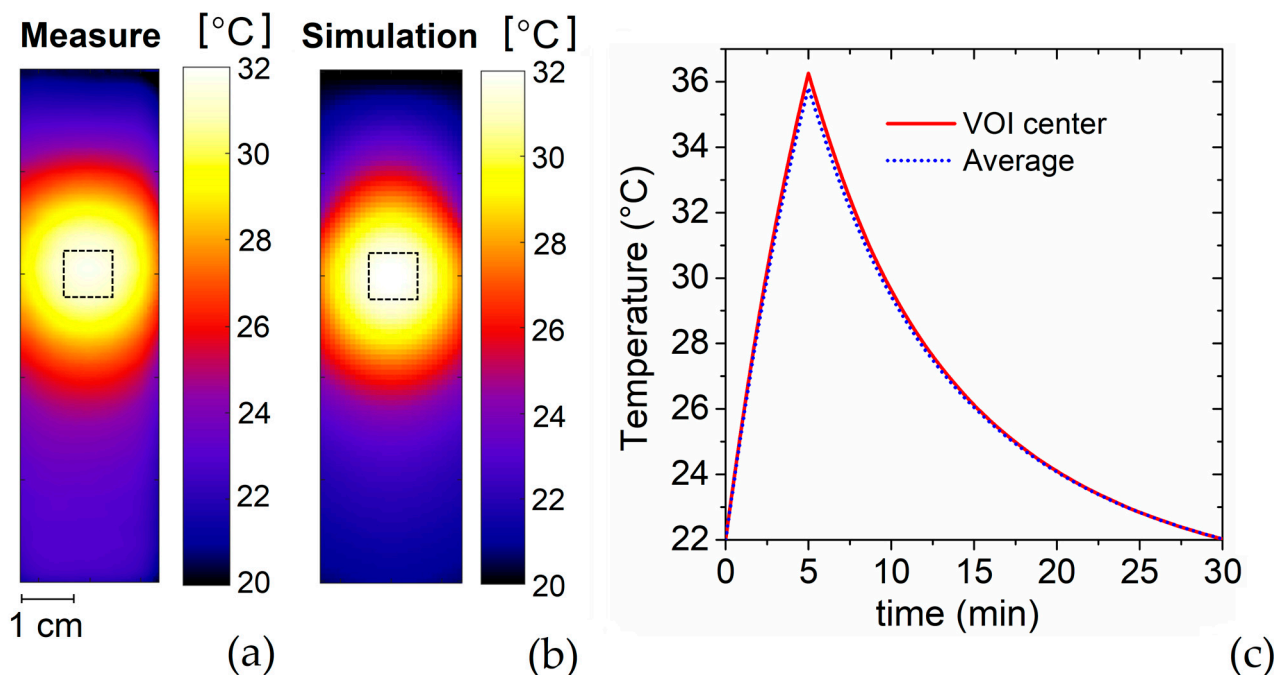 Measure [°C]
32
30
28
26
24
22
20
1 cm
(a)
Simulation [°C]
32
30
28
26
24
22
20
(b)
Temperature (°C)
36
34
32
30
28
26
24
22
VOI center
Average
0 5 10 15 20 25 30
time (min)
(c)